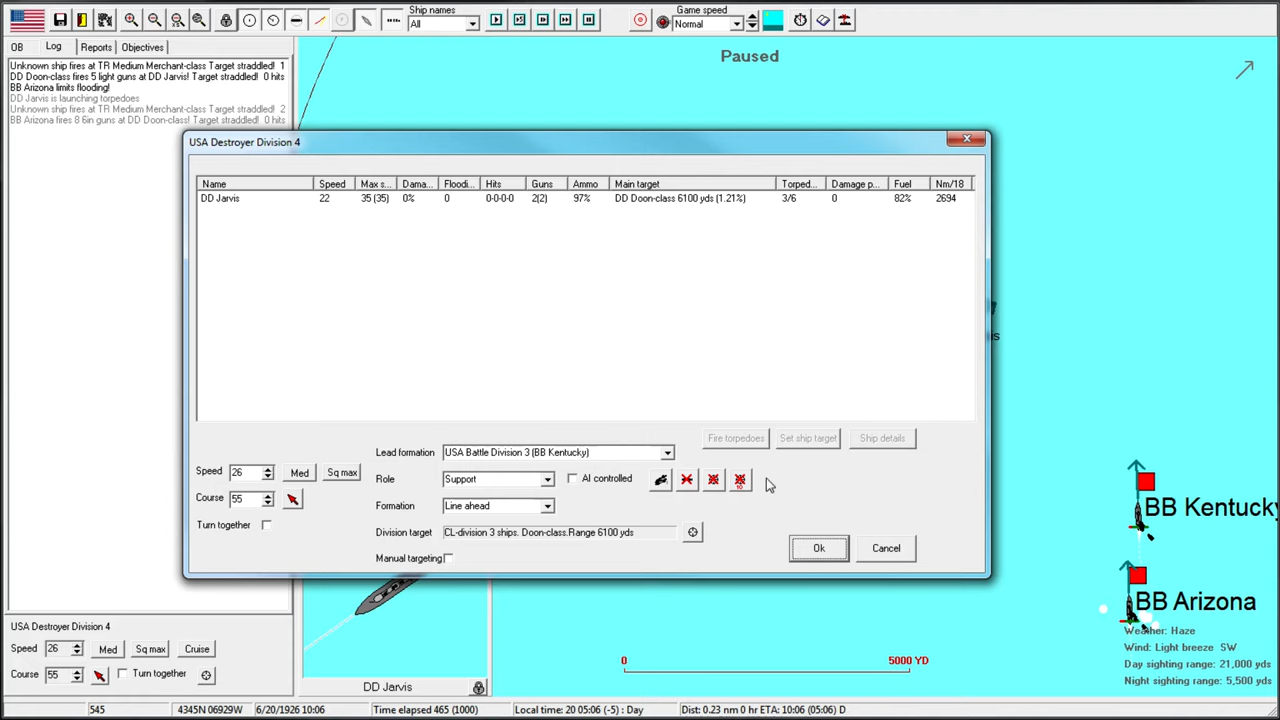 Ship names
Game speed
All
Normal
OB Log Reports Objectives
Paused
Unknown ship fires at TR Medium Merchant-class Target straddled! 1
DD Doon-class fires 5 light guns at DD Jarvis! Target straddled! 0 hits
BB Arizona limits flooding!
DD Jarvis is launching torpedoes
Unknown ship fires at TR Medium Merchant-class Target straddled! 2
BB Arizona fires 8 6in guns at DD Doon-class! Target straddled! 0 hits
USA Destroyer Division 4
Name Speed Max s... Dama... Floodi... Hits Guns Ammo Main target Torped... Damage p... Fuel Nm/18
DD Jarvis 22 35 (35) 0% 0 0-0-0-0 2(2) 97% DD Doon-class 6100 yds (1.21%) 3/6 0 82% 2694
Fire torpedoes Set ship target Ship details
Lead formation USA Battle Division 3 (BB Kentucky)
Speed 26 Med Sq max
Role Support AI controlled
10
Course 55
Formation Line ahead
Turn together
Division target CL-division 3 ships. Doon-class.Range 6100 yds
Manual targeting
Ok Cancel
is
BB Kentucky
BB Arizona
Weather: Haze
Wind: Light breeze SW
Day sighting range: 21,000 yds
Night sighting range: 5,500 yds
0 5000 YD
USA Destroyer Division 4
Speed 26 Med Sq max Cruise
Course 55 Turn together
DD Jarvis
545 4345N 06929W 6/20/1926 10:06 Time elapsed 465 (1000) Local time: 20 05:06 (-5) : Day Dist: 0.23 nm 0 hr ETA: 10:06 (05:06) D